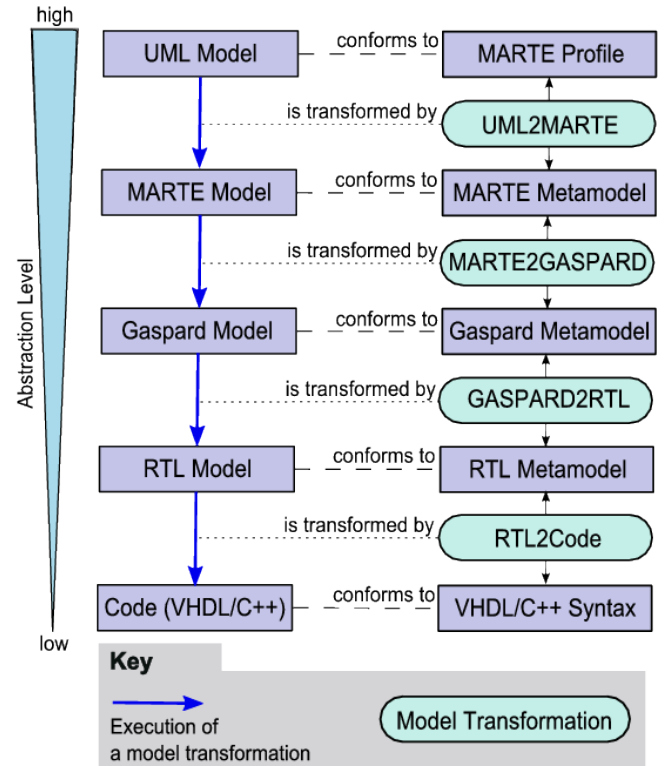 high
UML Model
conforms to
MARTE Profile
is transformed by
UML2MARTE
MARTE Model
conforms to
MARTE Metamodel
is transformed by
MARTE2GASPARD
Abstraction Level
Gaspard Model
conforms to
Gaspard Metamodel
is transformed by
GASPARD2RTL
RTL Model
conforms to
RTL Metamodel
is transformed by
RTL2Code
Code (VHDL/C++)
conforms to
VHDL/C++ Syntax
low
Key
Execution of
a model transformation
Model Transformation